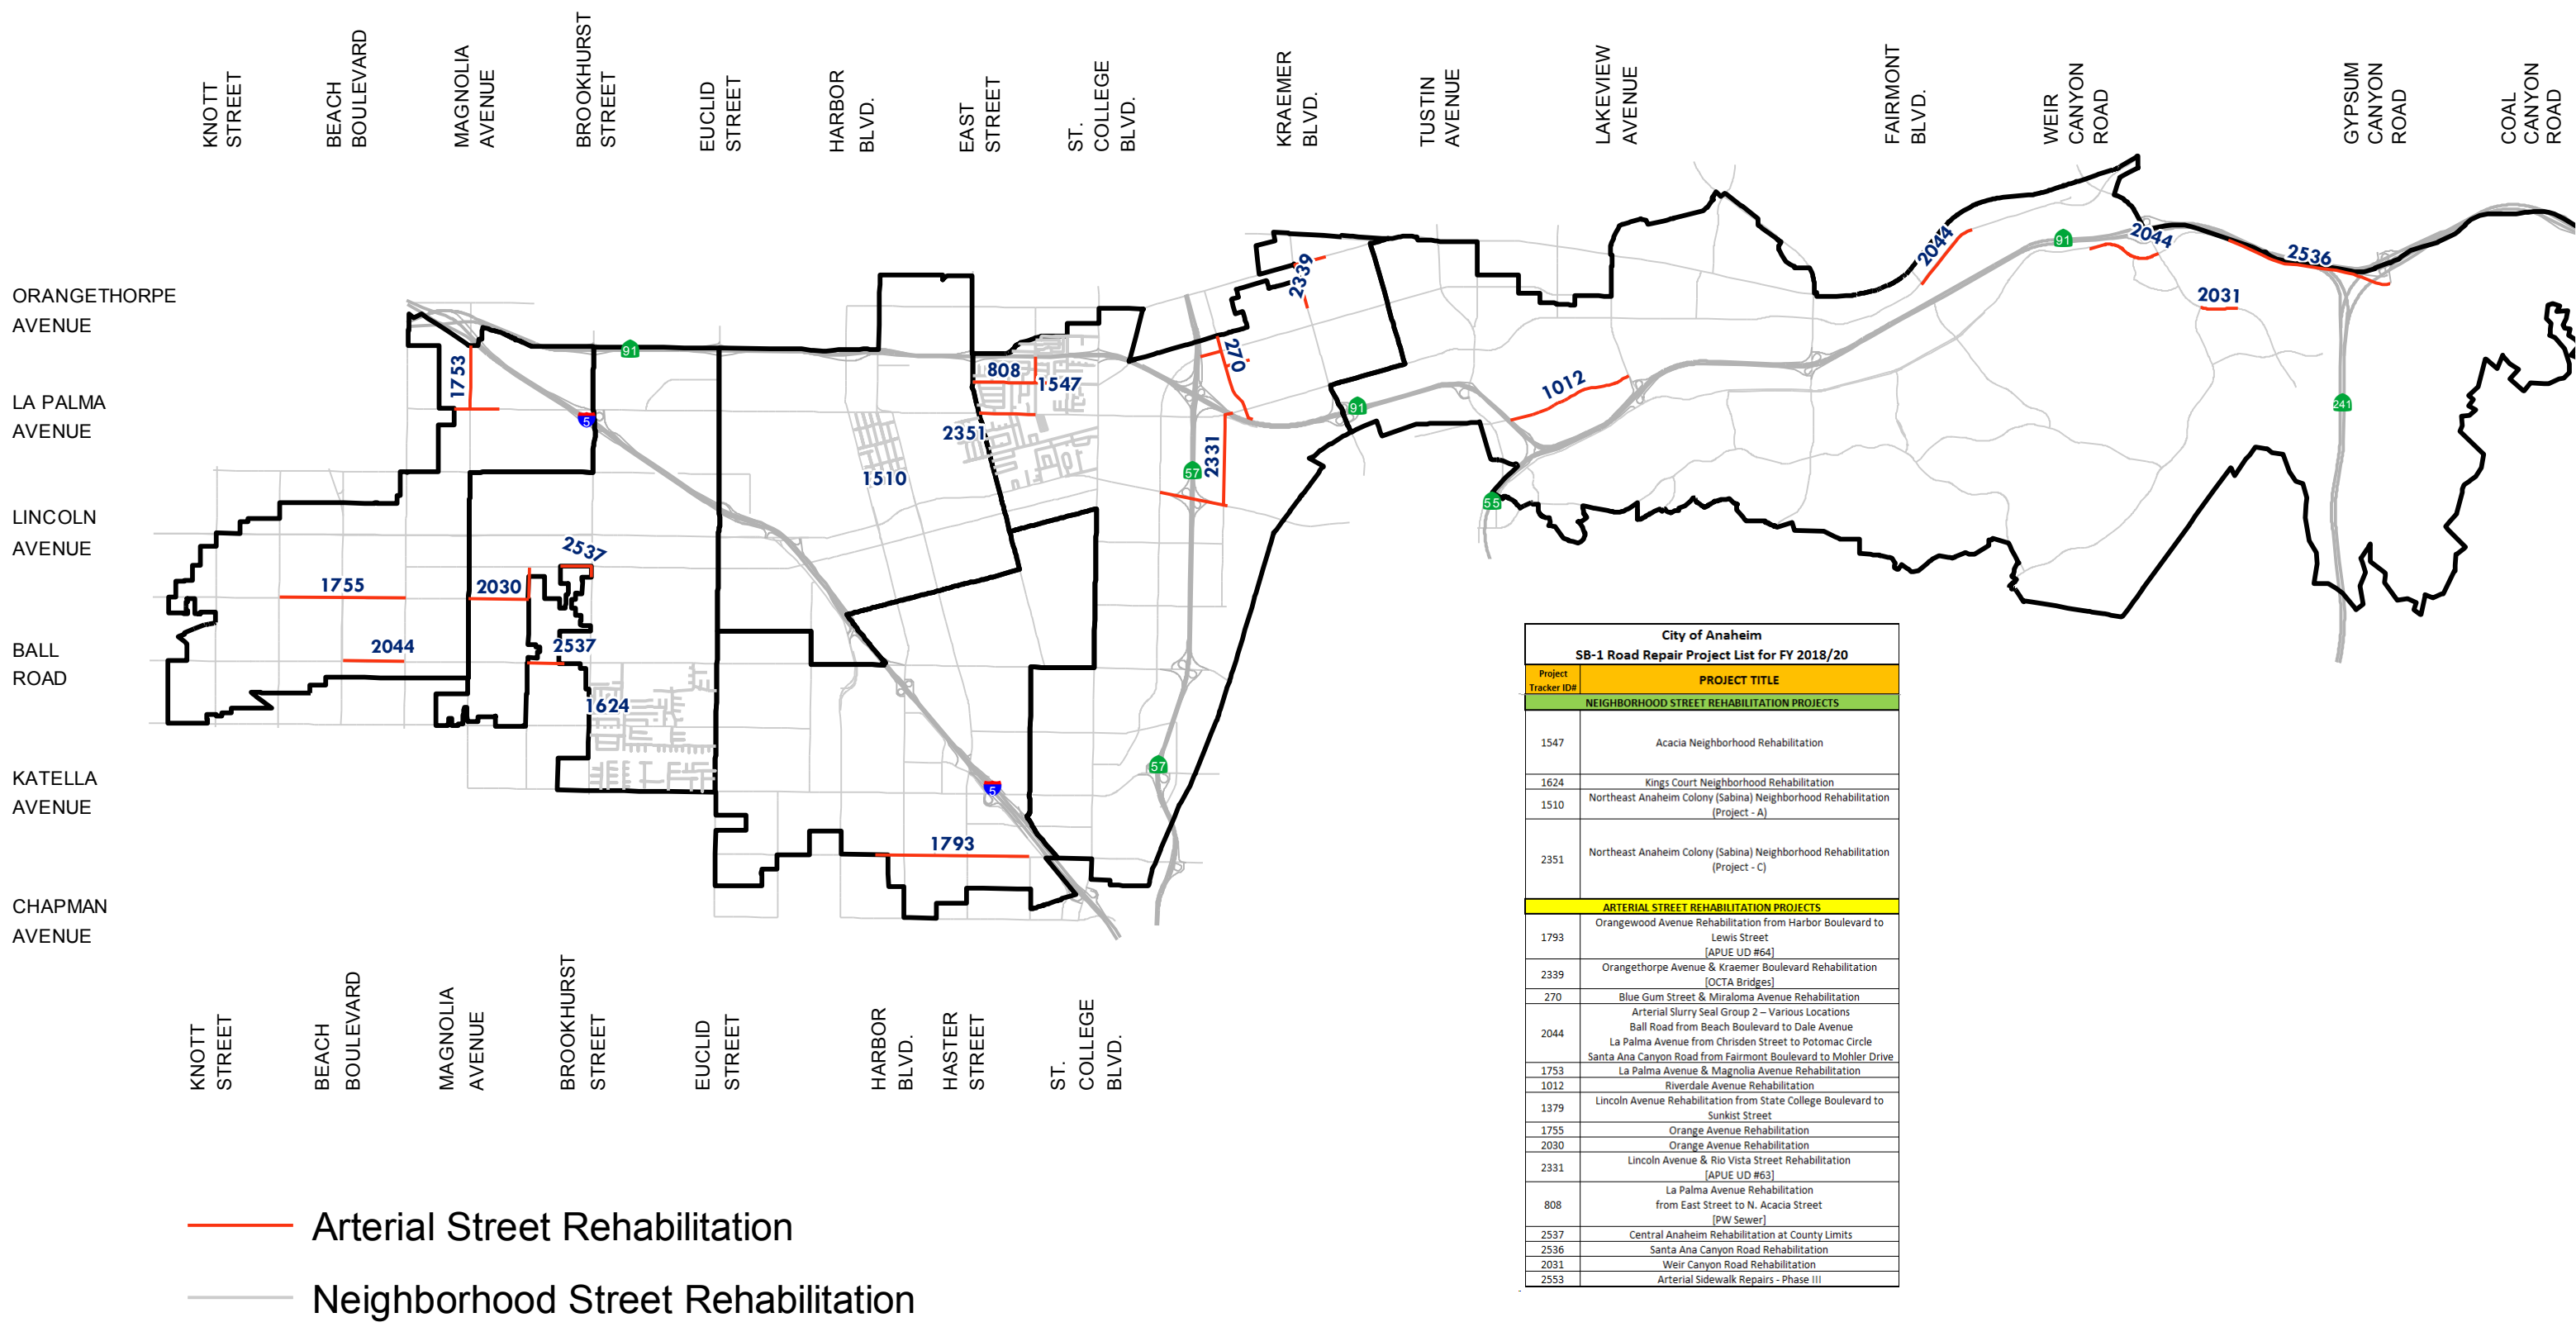 KNOTT
STREET
BEACH
BOULEVARD
MAGNOLIA
AVENUE
BROOKHURST
STREET
EUCLID
STREET
HARBOR
BLVD.
EAST
STREET
ST.
COLLEGE
BLVD.
KRAEMER
BLVD.
TUSTIN
AVENUE
LAKEVIEW
AVENUE
FAIRMONT
BLVD.
WEIR
CANYON
ROAD
GYPSUM
CANYON
ROAD
COAL
CANYON
ROAD
ORANGETHORPE
AVENUE
LA PALMA
AVENUE
LINCOLN
AVENUE
BALL
ROAD
KATELLA
AVENUE
CHAPMAN
AVENUE
2044
91
2044
2536
2339
2031
91
1753
270
808
1547
1012
241
91
5
2351
2331
57
1510
55
2537
1755
2030
2044
2537
1624
57
5
1793
City of Anaheim
SB-1 Road Repair Project List for FY 2018/20
Project
Tracker ID#
PROJECT TITLE
NEIGHBORHOOD STREET REHABILITATION PROJECTS
1547 Acacia Neighborhood Rehabilitation
1624 Kings Court Neighborhood Rehabilitation
1510 Northeast Anaheim Colony (Sabina) Neighborhood Rehabilitation
(Project - A)
2351 Northeast Anaheim Colony (Sabina) Neighborhood Rehabilitation
(Project - C)
ARTERIAL STREET REHABILITATION PROJECTS
1793 Orangewood Avenue Rehabilitation from Harbor Boulevard to
Lewis Street
[APUE UD #64]
2339 Orangethorpe Avenue & Kraemer Boulevard Rehabilitation
[OCTA Bridges]
270 Blue Gum Street & Miraloma Avenue Rehabilitation
2044 Arterial Slurry Seal Group 2 – Various Locations
Ball Road from Beach Boulevard to Dale Avenue
La Palma Avenue from Chrisden Street to Potomac Circle
Santa Ana Canyon Road from Fairmont Boulevard to Mohler Drive
1753 La Palma Avenue & Magnolia Avenue Rehabilitation
1012 Riverdale Avenue Rehabilitation
1379 Lincoln Avenue Rehabilitation from State College Boulevard to
Sunkist Street
1755 Orange Avenue Rehabilitation
2030 Orange Avenue Rehabilitation
2331 Lincoln Avenue & Rio Vista Street Rehabilitation
[APUE UD #63]
808 La Palma Avenue Rehabilitation
from East Street to N. Acacia Street
[PW Sewer]
2537 Central Anaheim Rehabilitation at County Limits
2536 Santa Ana Canyon Road Rehabilitation
2031 Weir Canyon Road Rehabilitation
2553 Arterial Sidewalk Repairs - Phase III
KNOTT
STREET
BEACH
BOULEVARD
MAGNOLIA
AVENUE
BROOKHURST
STREET
EUCLID
STREET
HARBOR
BLVD.
HASTER
STREET
ST.
COLLEGE
BLVD.
Arterial Street Rehabilitation
Neighborhood Street Rehabilitation